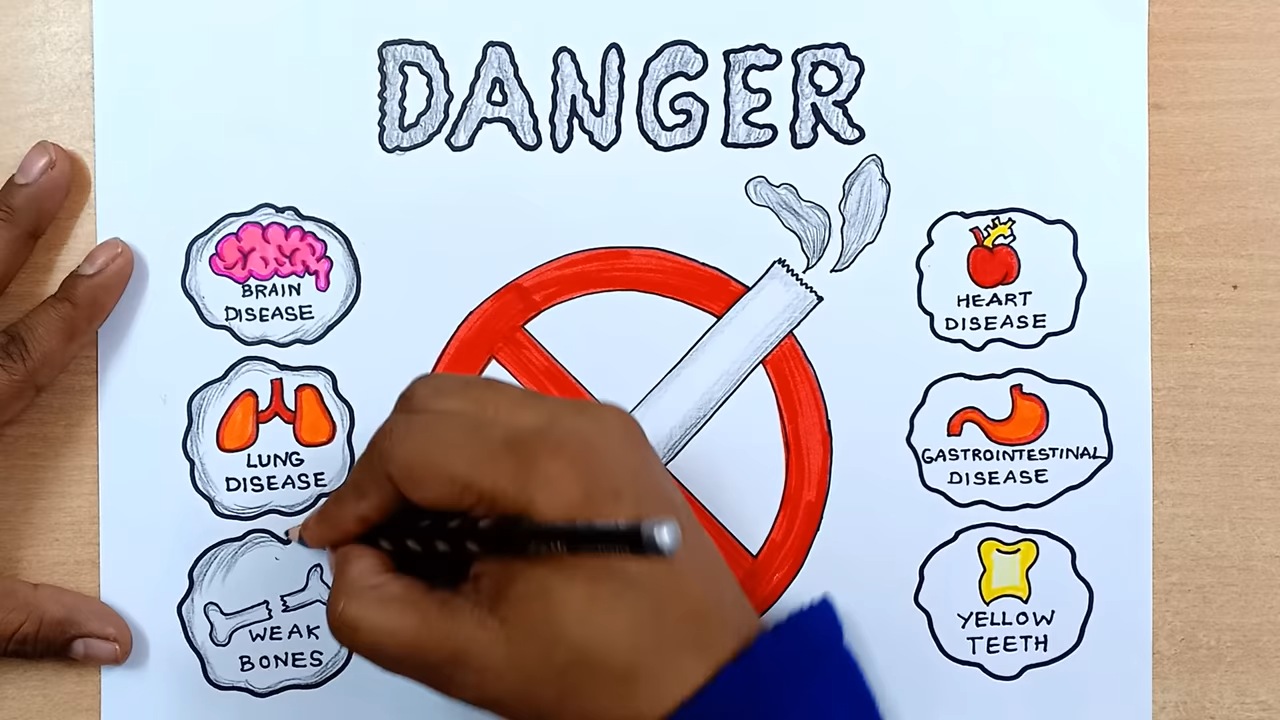 DANGER
BRAIN
DISEASE
LUNG
DISEASE
WEAK
BONES
HEART
DISEASE
GASTROINTESTINAL
DISEASE
YELLOW
TEETH